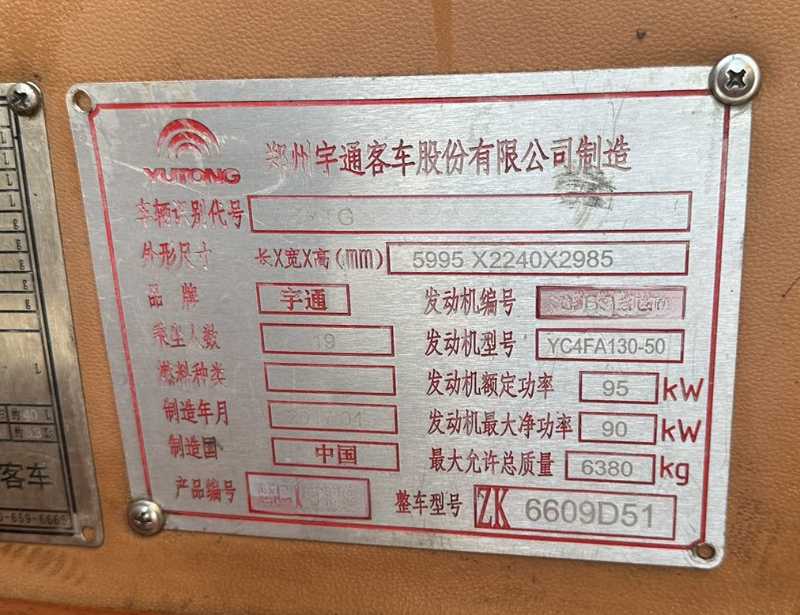 YUTONG 郑州宇通客车股份有限公司制造
车辆识别代号
外形尺寸 长X宽X高(mm) 5995 X2240X2985
品牌 宇通 发动机编号
乘坐人数 19 发动机型号 YC4FA130-50
燃料种类 发动机额定功率 95 kW
制造年月 发动机最大净功率 90 kW
制造国 中国 最大允许总质量 6380 kg
产品编号 整车型号 ZK 6609D51
客车